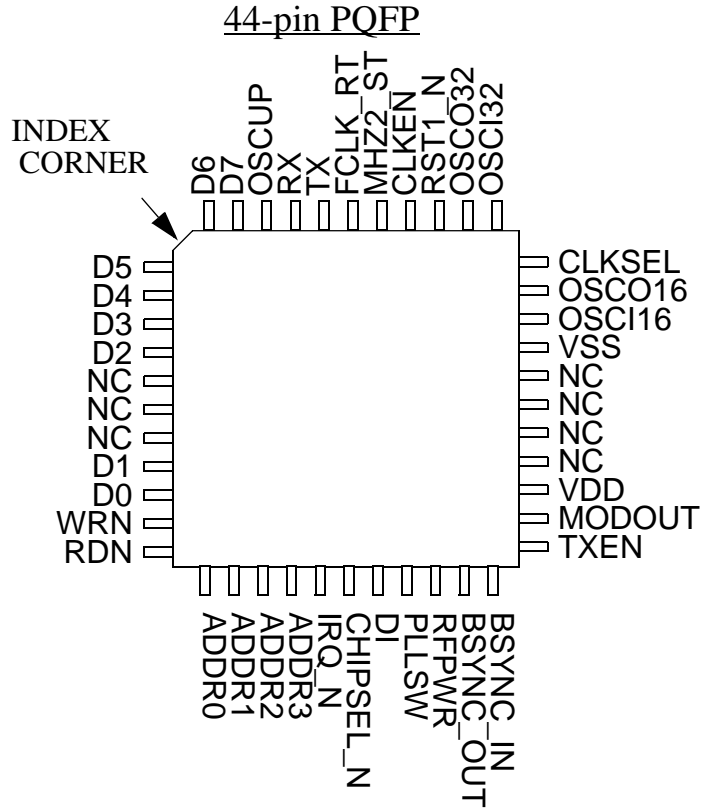 44-pin PQFP
INDEX
CORNER
D6
D7
OSCUP
RX
TX
FCLK_RT
MHZ2_ST
CLKEN
RST1_N
OSCO32
OSCI32
D5
D4
D3
D2
NC
NC
NC
D1
D0
WRN
RDN
CLKSEL
OSCO16
OSCI16
VSS
NC
NC
NC
NC
VDD
MODOUT
TXEN
ADDR0
ADDR1
ADDR2
ADDR3
IRQ_N
CHIPSEL_N
DI
PLLSW
RFPWR
BSYNC_OUT
BSYNC_IN